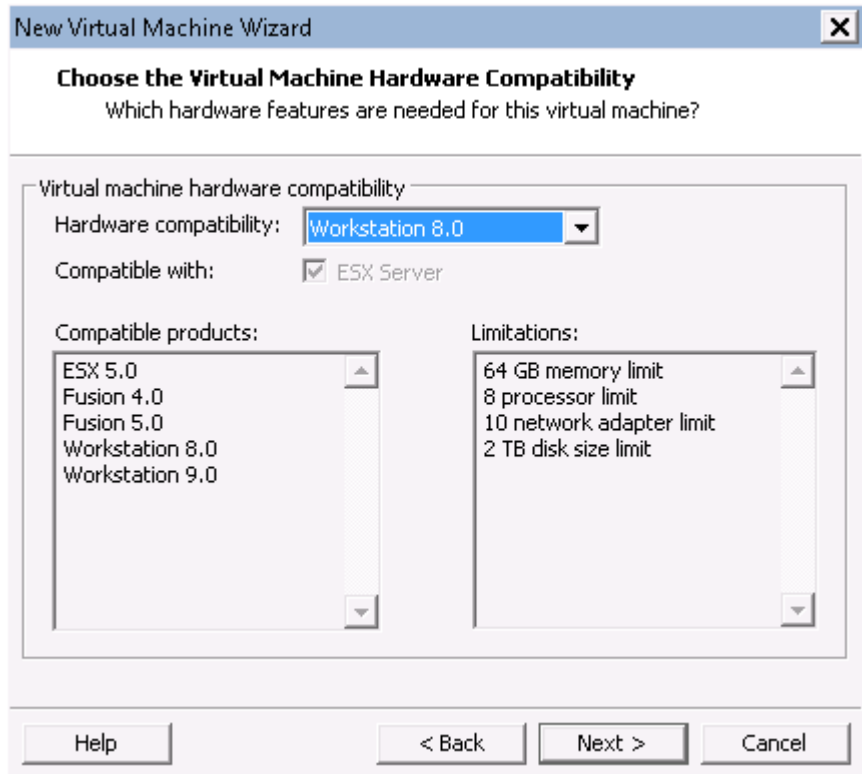 New Virtual Machine Wizard
Choose the Virtual Machine Hardware Compatibility
Which hardware features are needed for this virtual machine?
Virtual machine hardware compatibility
Hardware compatibility: Workstation 8.0
Compatible with: ESX Server
Compatible products:
ESX 5.0
Fusion 4.0
Fusion 5.0
Workstation 8.0
Workstation 9.0
Limitations:
64 GB memory limit
8 processor limit
10 network adapter limit
2 TB disk size limit
Help < Back Next > Cancel